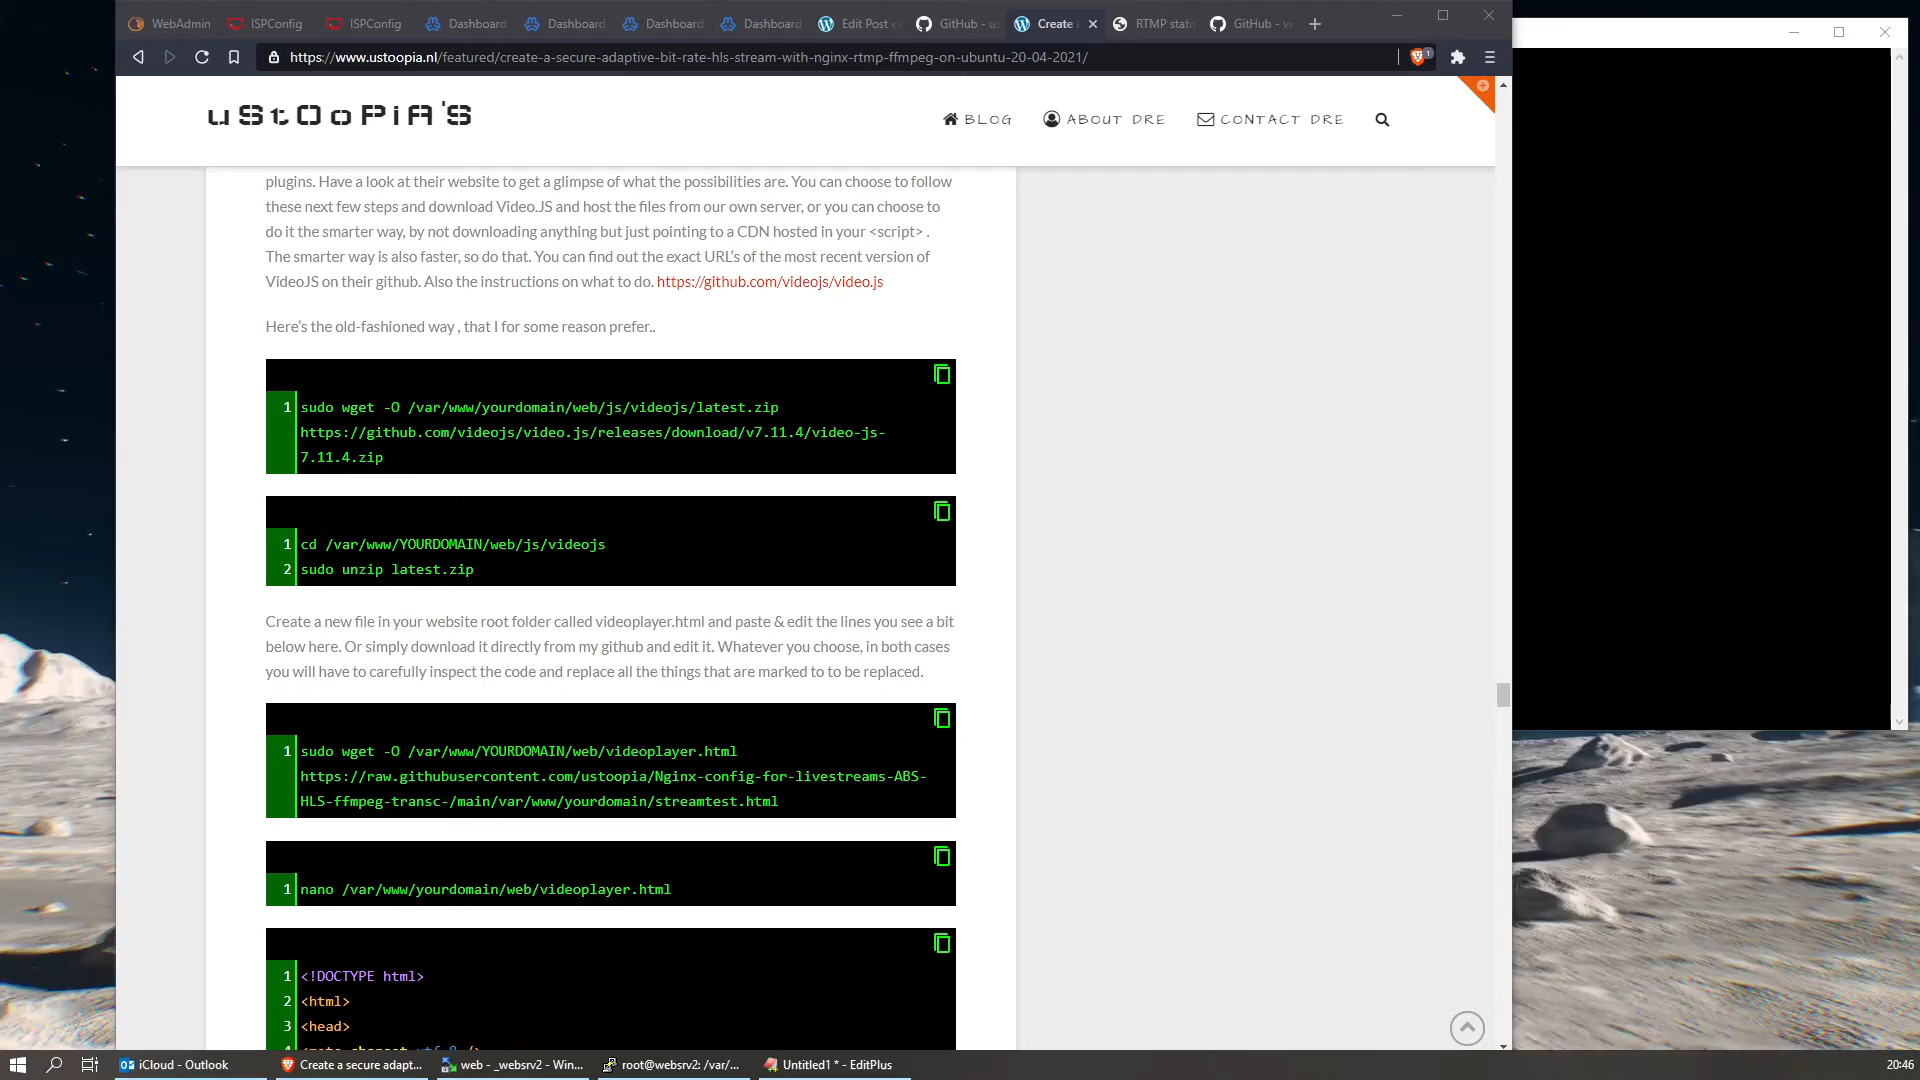 WebAdmin
ISPConfig
ISPConfig
Dashboard
Dashboard
Dashboard
Dashboard
Edit Post ‹
GitHub - us
Create
RTMP stati
GitHub - vi
https://www.ustoopia.nl/featured/create-a-secure-adaptive-bit-rate-hls-stream-with-nginx-rtmp-ffmpeg-on-ubuntu-20-04-2021/
1
uStOoPiA'S
BLOG
ABOUT DRE
CONTACT DRE
plugins. Have a look at their website to get a glimpse of what the possibilities are. You can choose to follow
these next few steps and download Video.JS and host the files from our own server, or you can choose to
do it the smarter way, by not downloading anything but just pointing to a CDN hosted in your <script> .
The smarter way is also faster, so do that. You can find out the exact URL's of the most recent version of
VideoJS on their github. Also the instructions on what to do. https://github.com/videojs/video.js
Here's the old-fashioned way , that I for some reason prefer..
1 sudo wget -O /var/www/yourdomain/web/js/videojs/latest.zip
https://github.com/videojs/video.js/releases/download/v7.11.4/video-js-
7.11.4.zip
1 cd /var/www/YOURDOMAIN/web/js/videojs
2 sudo unzip latest.zip
Create a new file in your website root folder called videoplayer.html and paste & edit the lines you see a bit
below here. Or simply download it directly from my github and edit it. Whatever you choose, in both cases
you will have to carefully inspect the code and replace all the things that are marked to to be replaced.
1 sudo wget -O /var/www/YOURDOMAIN/web/videoplayer.html
https://raw.githubusercontent.com/ustoopia/Nginx-config-for-livestreams-ABS-
HLS-ffmpeg-transc-/main/var/www/yourdomain/streamtest.html
1 nano /var/www/yourdomain/web/videoplayer.html
1 <!DOCTYPE html>
2 <html>
3 <head>
4 <meta charset utf-8 />
iCloud - Outlook
Create a secure adapt...
web - _websrv2 - Win...
root@websrv2: /var/...
Untitled1 * - EditPlus
20:46